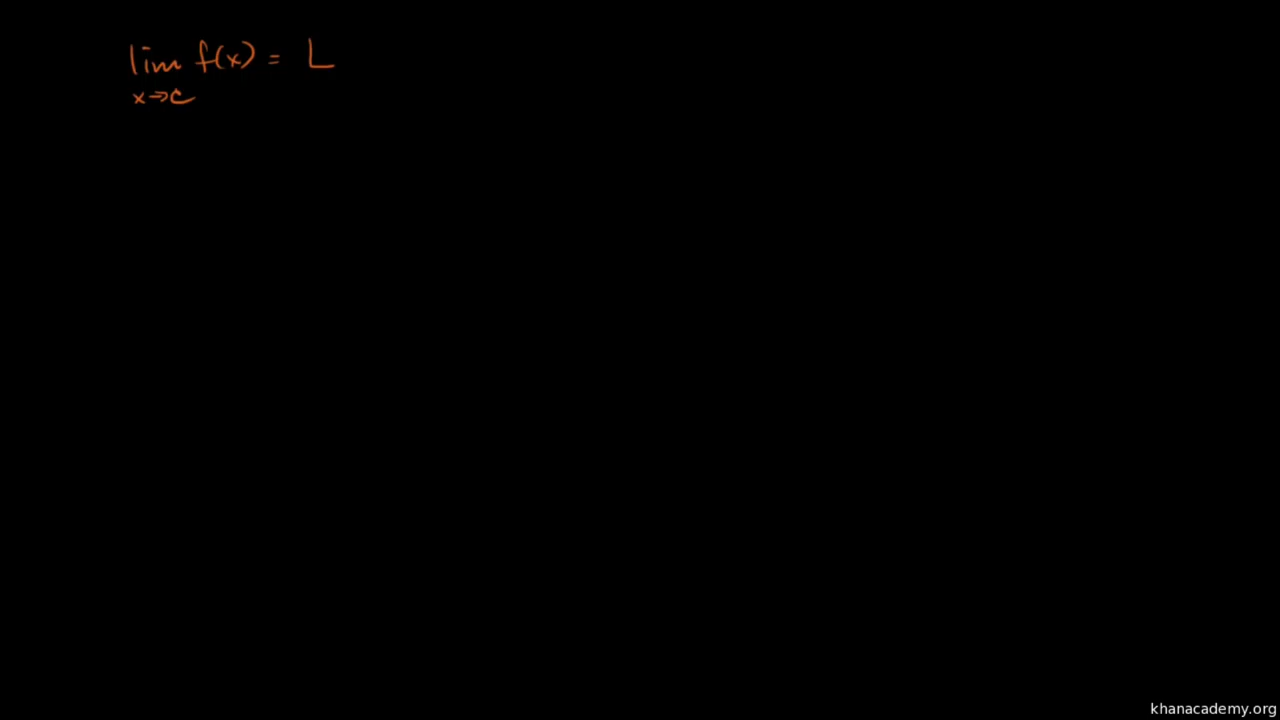 lim f(x) = L
x→c
khanacademy.org